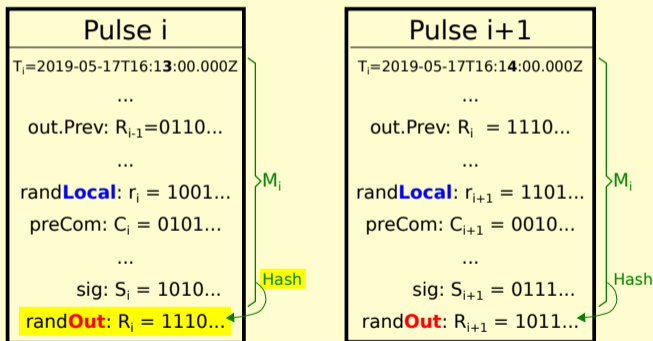 Pulse i
Tᵢ=2019-05-17T16:13:00.000Z
...
out.Prev: Rᵢ₋₁=0110...
...
randLocal: rᵢ = 1001...
preCom: Cᵢ = 0101...
...
sig: Sᵢ = 1010...
randOut: Rᵢ = 1110...
Mᵢ
Hash
Pulse i+1
Tᵢ=2019-05-17T16:14:00.000Z
...
out.Prev: Rᵢ = 1110...
...
randLocal: rᵢ₊₁ = 1101...
preCom: Cᵢ₊₁ = 0010...
...
sig: Sᵢ₊₁ = 0111...
randOut: Rᵢ₊₁ = 1011...
Mᵢ
Hash